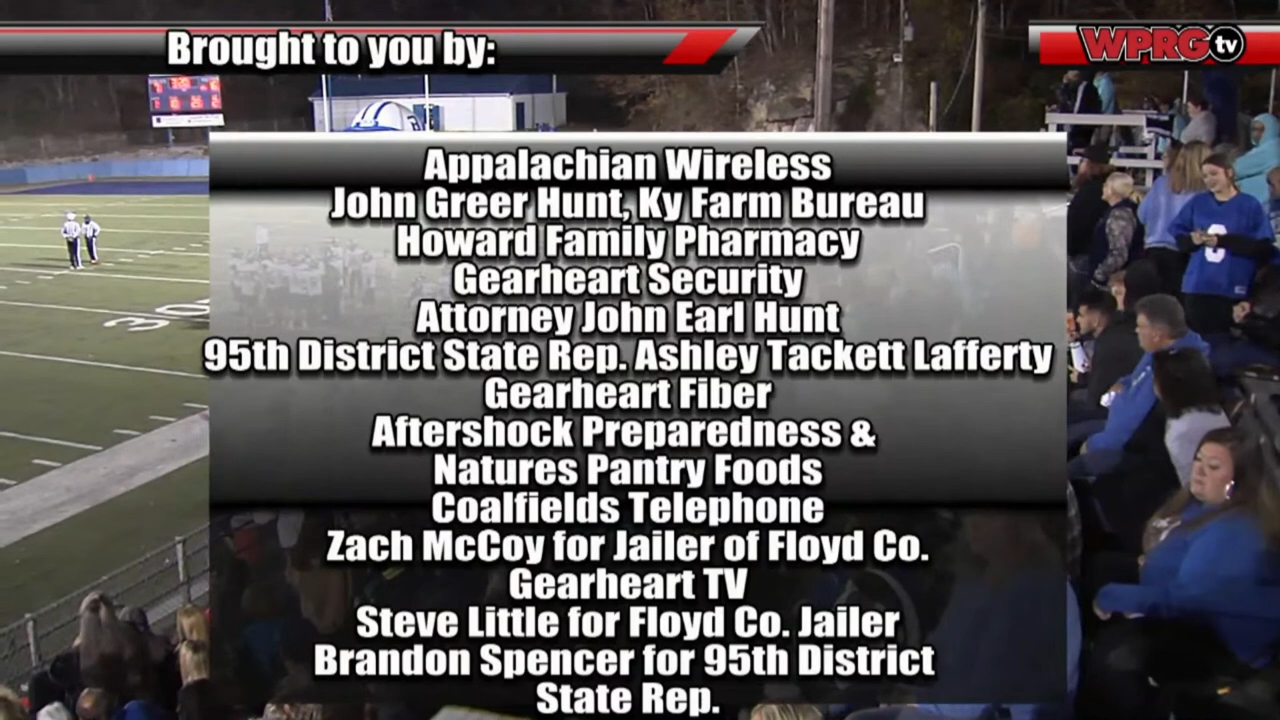 Brought to you by:
WPRG tv
Appalachian Wireless
John Greer Hunt, Ky Farm Bureau
Howard Family Pharmacy
Gearheart Security
Attorney John Earl Hunt
95th District State Rep. Ashley Tackett Lafferty
Gearheart Fiber
Aftershock Preparedness &
Natures Pantry Foods
Coalfields Telephone
Zach McCoy for Jailer of Floyd Co.
Gearheart TV
Steve Little for Floyd Co. Jailer
Brandon Spencer for 95th District
State Rep.
30